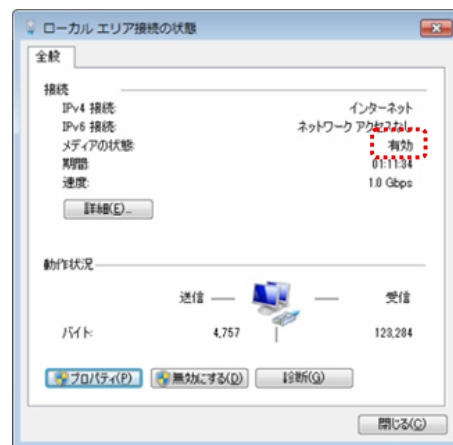 ローカル エリア接続の状態
全般
接続
IPv4 接続: インターネット
IPv6 接続: ネットワーク アクセスなし
メディアの状態: 有効
期間: 01:11:34
速度: 1.0 Gbps
詳細(E)...
動作状況
送信 — — 受信
バイト: 4,757 123,284
プロパティ(P) 無効にする(D) 診断(G)
閉じる(C)